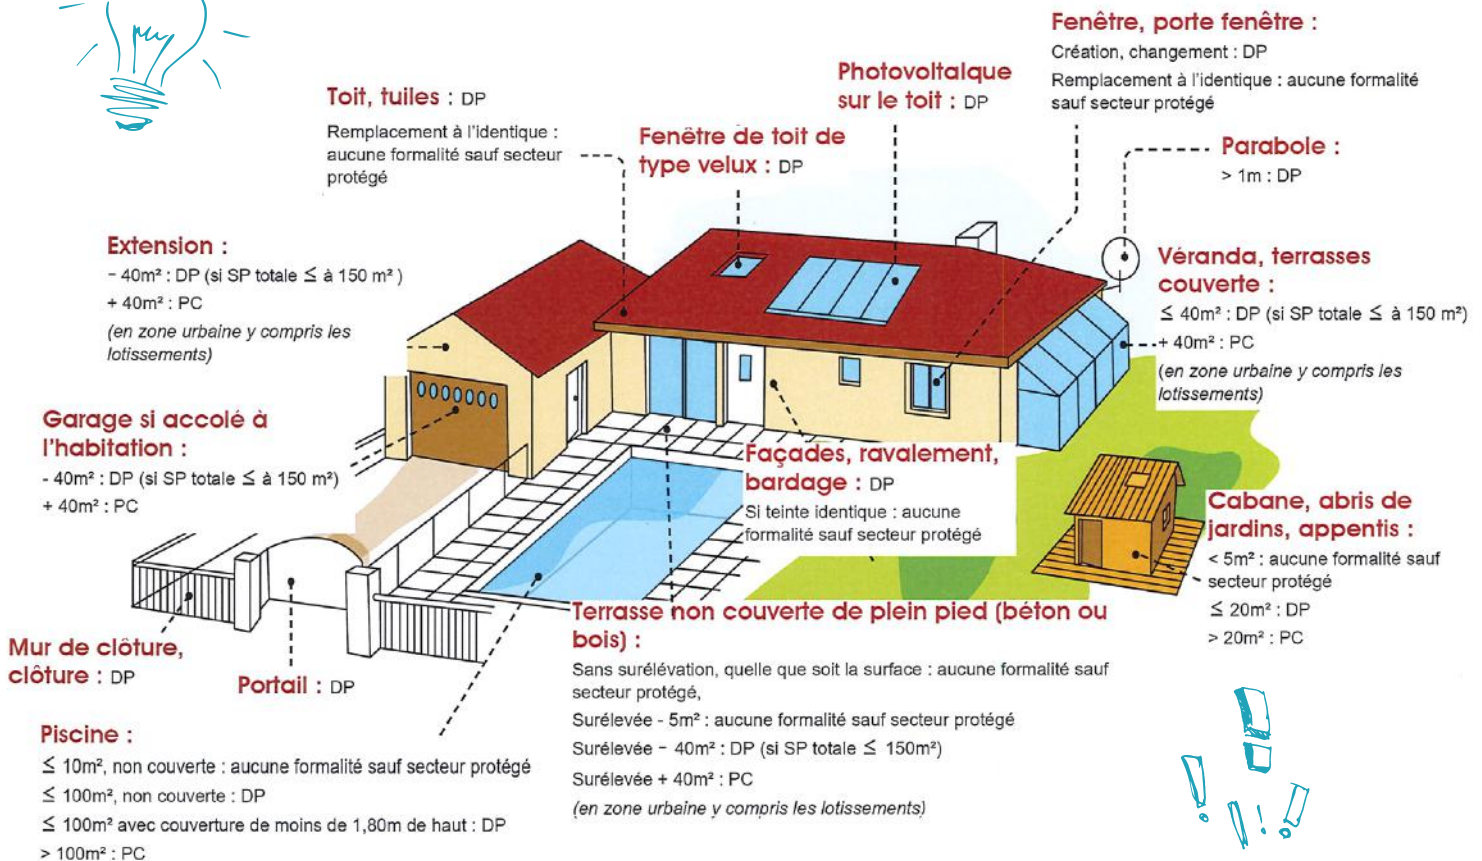 Fenêtre, porte fenêtre :
Création, changement : DP
Remplacement à l'identique : aucune formalité
sauf secteur protégé
Photovoltaïque
sur le toit : DP
Toit, tuiles : DP
Remplacement à l'identique :
aucune formalité sauf secteur
protégé
Fenêtre de toit de
type velux : DP
Parabole :
> 1m : DP
Extension :
- 40m² : DP (si SP totale ≤ à 150 m² )
+ 40m² : PC
(en zone urbaine y compris les
lotissements)
Véranda, terrasses
couverte :
≤ 40m² : DP (si SP totale ≤ à 150 m²)
+ 40m² : PC
(en zone urbaine y compris les
lotissements)
Garage si accolé à
l'habitation :
- 40m² : DP (si SP totale ≤ à 150 m²)
+ 40m² : PC
Façades, ravalement,
bardage : DP
Si teinte identique : aucune
formalité sauf secteur protégé
Cabane, abris de
jardins, appentis :
< 5m² : aucune formalité sauf
secteur protégé
≤ 20m² : DP
> 20m² : PC
Mur de clôture,
clôture : DP
Portail : DP
Terrasse non couverte de plein pied (béton ou
bois) :
Sans surélévation, quelle que soit la surface : aucune formalité sauf
secteur protégé,
Surélevée - 5m² : aucune formalité sauf secteur protégé
Surélevée - 40m² : DP (si SP totale ≤ 150m²)
Surélevée + 40m² : PC
(en zone urbaine y compris les lotissements)
Piscine :
≤ 10m², non couverte : aucune formalité sauf secteur protégé
≤ 100m², non couverte : DP
≤ 100m² avec couverture de moins de 1,80m de haut : DP
> 100m² : PC